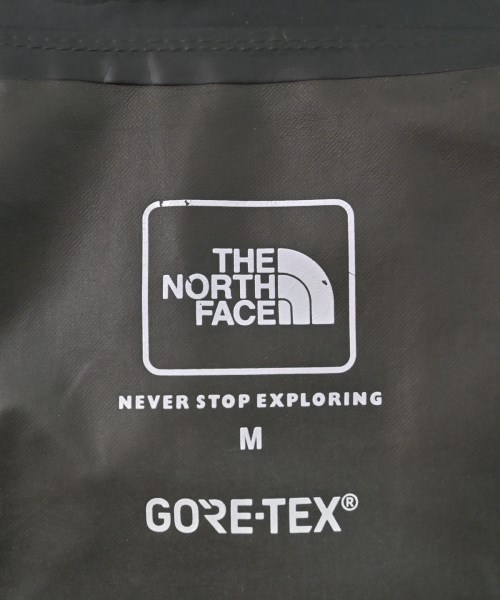 THE
NORTH
FACE
NEVER STOP EXPLORING
M
GORE-TEX®